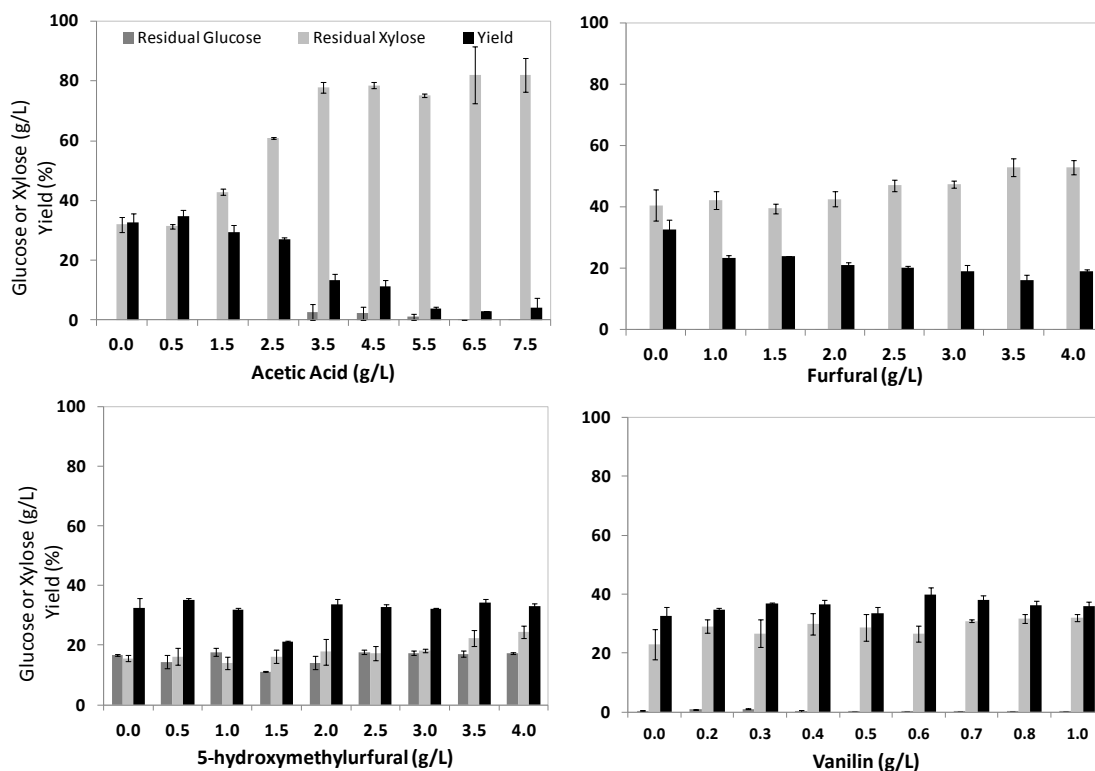 100
80
60
40
20
0
Glucose or Xylose (g/L)
Yield (%)
Residual Glucose Residual Xylose Yield
0.0 0.5 1.5 2.5 3.5 4.5 5.5 6.5 7.5
Acetic Acid (g/L)
100
80
60
40
20
0
0.0 1.0 1.5 2.0 2.5 3.0 3.5 4.0
Furfural (g/L)
100
80
60
40
20
0
Glucose or Xylose (g/L)
Yield (%)
0.0 0.5 1.0 1.5 2.0 2.5 3.0 3.5 4.0
5-hydroxymethylurfural (g/L)
100
80
60
40
20
0
0.0 0.2 0.3 0.4 0.5 0.6 0.7 0.8 1.0
Vanilin (g/L)